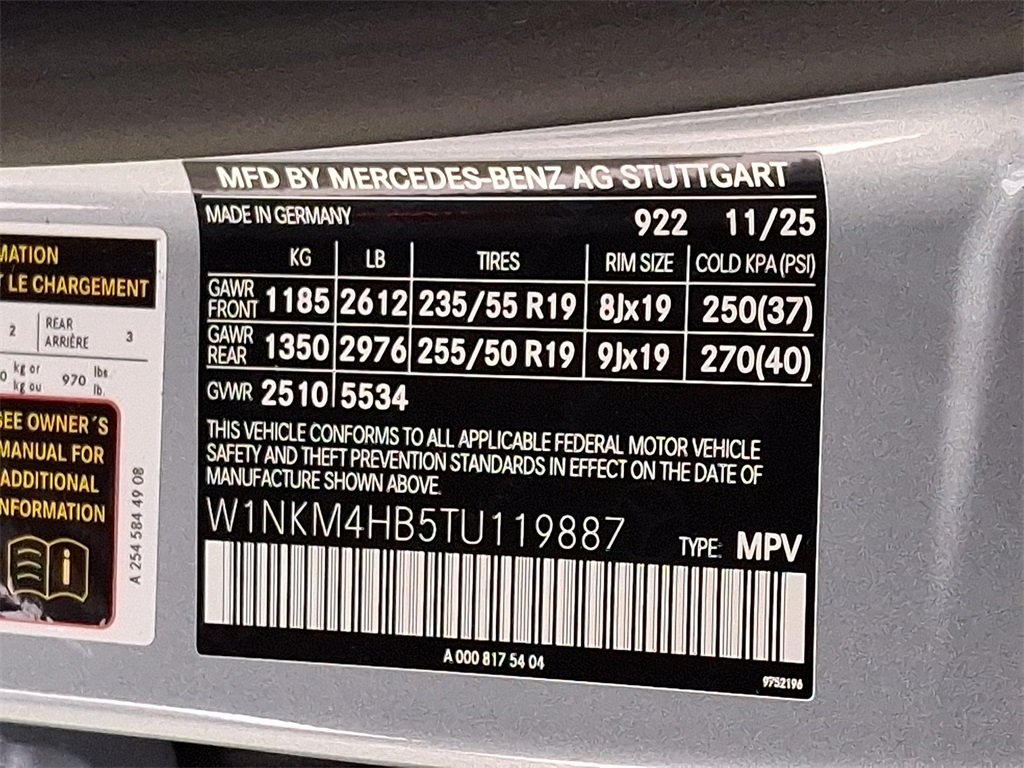 MATION
T LE CHARGEMENT
2 REAR ARRIÈRE 3
0 kg or kg ou 970 lbs. lb.
SEE OWNER´S
MANUAL FOR
ADDITIONAL
INFORMATION
A 254 584 49 08
MFD BY MERCEDES-BENZ AG STUTTGART
MADE IN GERMANY 922 11/25
KG LB TIRES RIM SIZE COLD KPA (PSI)
GAWR FRONT 1185 2612 235/55 R19 8Jx19 250(37)
GAWR REAR 1350 2976 255/50 R19 9Jx19 270(40)
GVWR 2510 5534
THIS VEHICLE CONFORMS TO ALL APPLICABLE FEDERAL MOTOR VEHICLE
SAFETY AND THEFT PREVENTION STANDARDS IN EFFECT ON THE DATE OF
MANUFACTURE SHOWN ABOVE.
W1NKM4HB5TU119887 TYPE: MPV
A 000 817 54 04
9752196